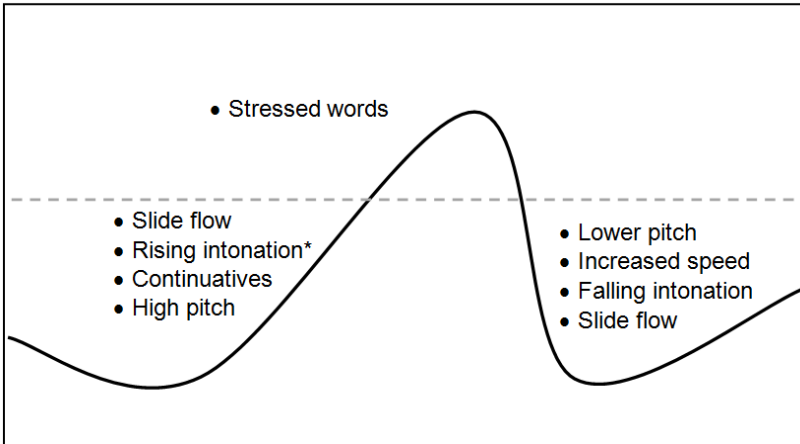 • Stressed words
• Slide flow
• Rising intonation*
• Continuatives
• High pitch
• Lower pitch
• Increased speed
• Falling intonation
• Slide flow